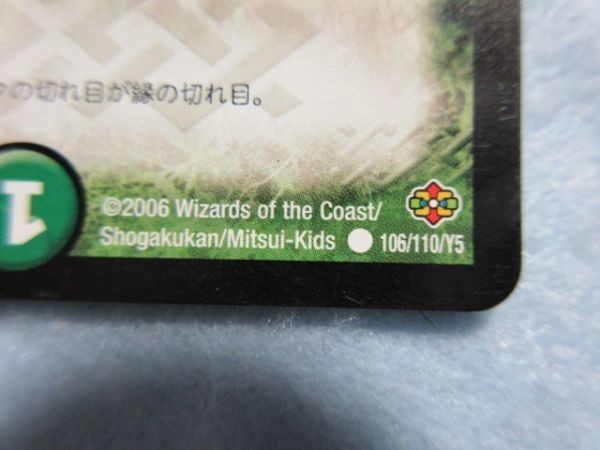 の切れ目が縁の切れ目。
1
©2006 Wizards of the Coast/
Shogakukan/Mitsui-Kids 106/110/Y5